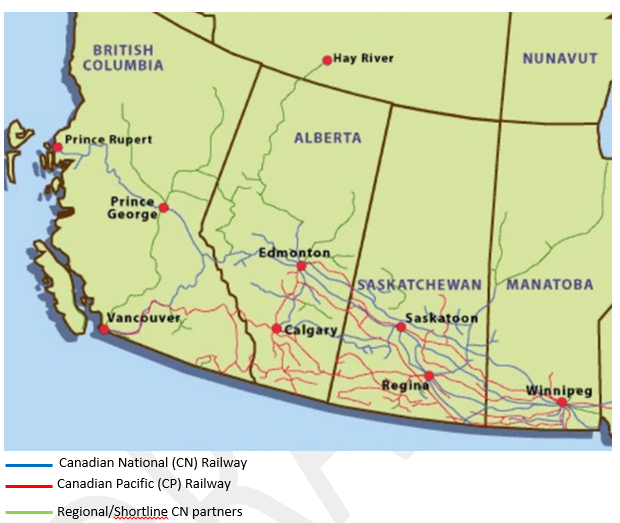 BRITISH
COLUMBIA
Hay River
NUNAVUT
Prince Rupert
ALBERTA
Prince
George
Edmonton
SASKATCHEWAN
MANATOBA
Vancouver
Saskatoon
Calgary
Regina
Winnipeg
Canadian National (CN) Railway
Canadian Pacific (CP) Railway
Regional/Shortline CN partners